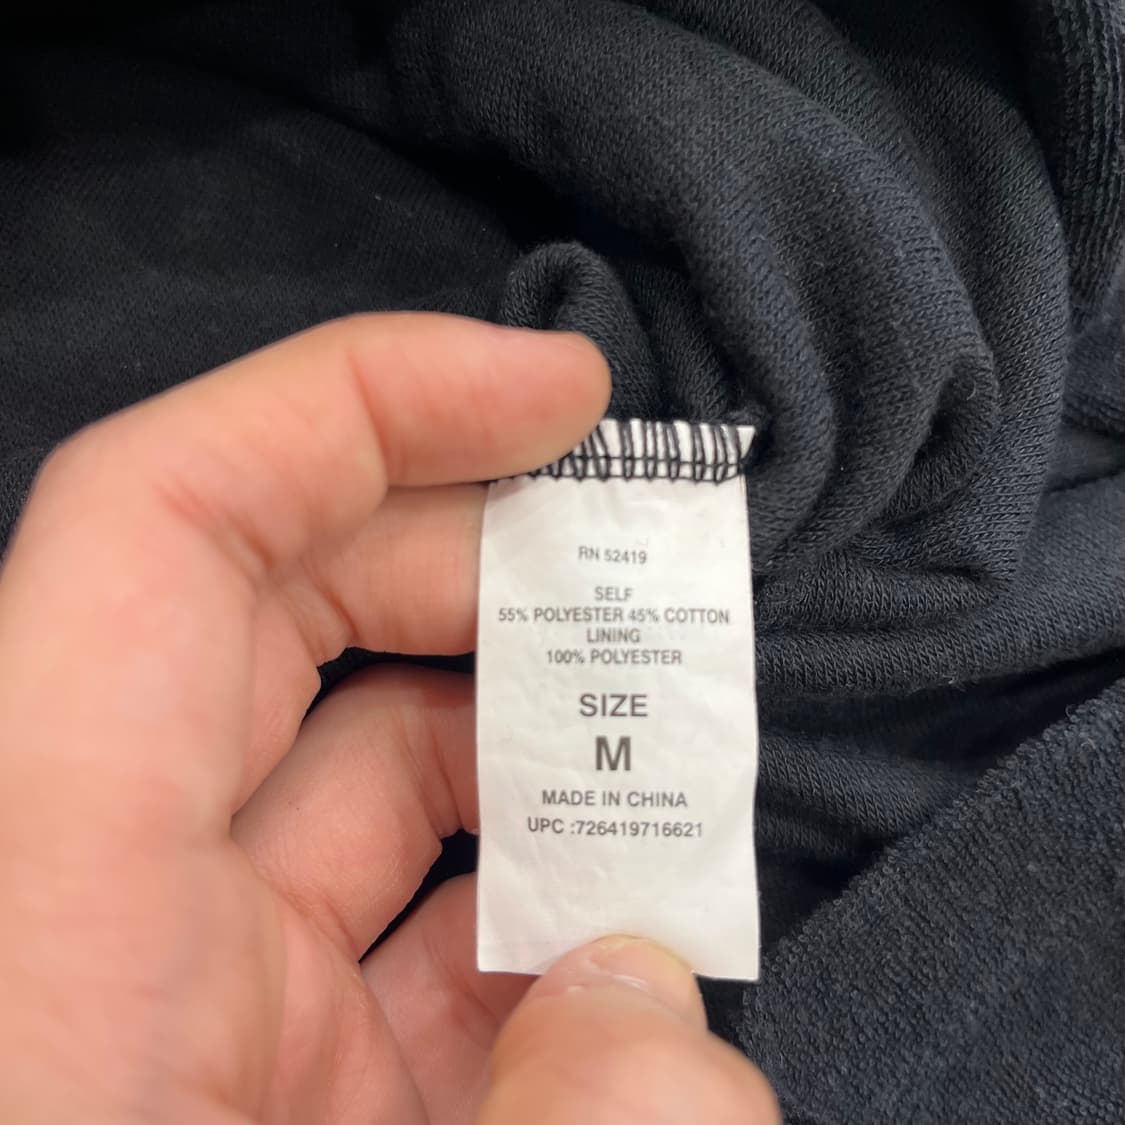 RN 52419
SELF
55% POLYESTER 45% COTTON
LINING
100% POLYESTER
SIZE
M
MADE IN CHINA
UPC :726419716621